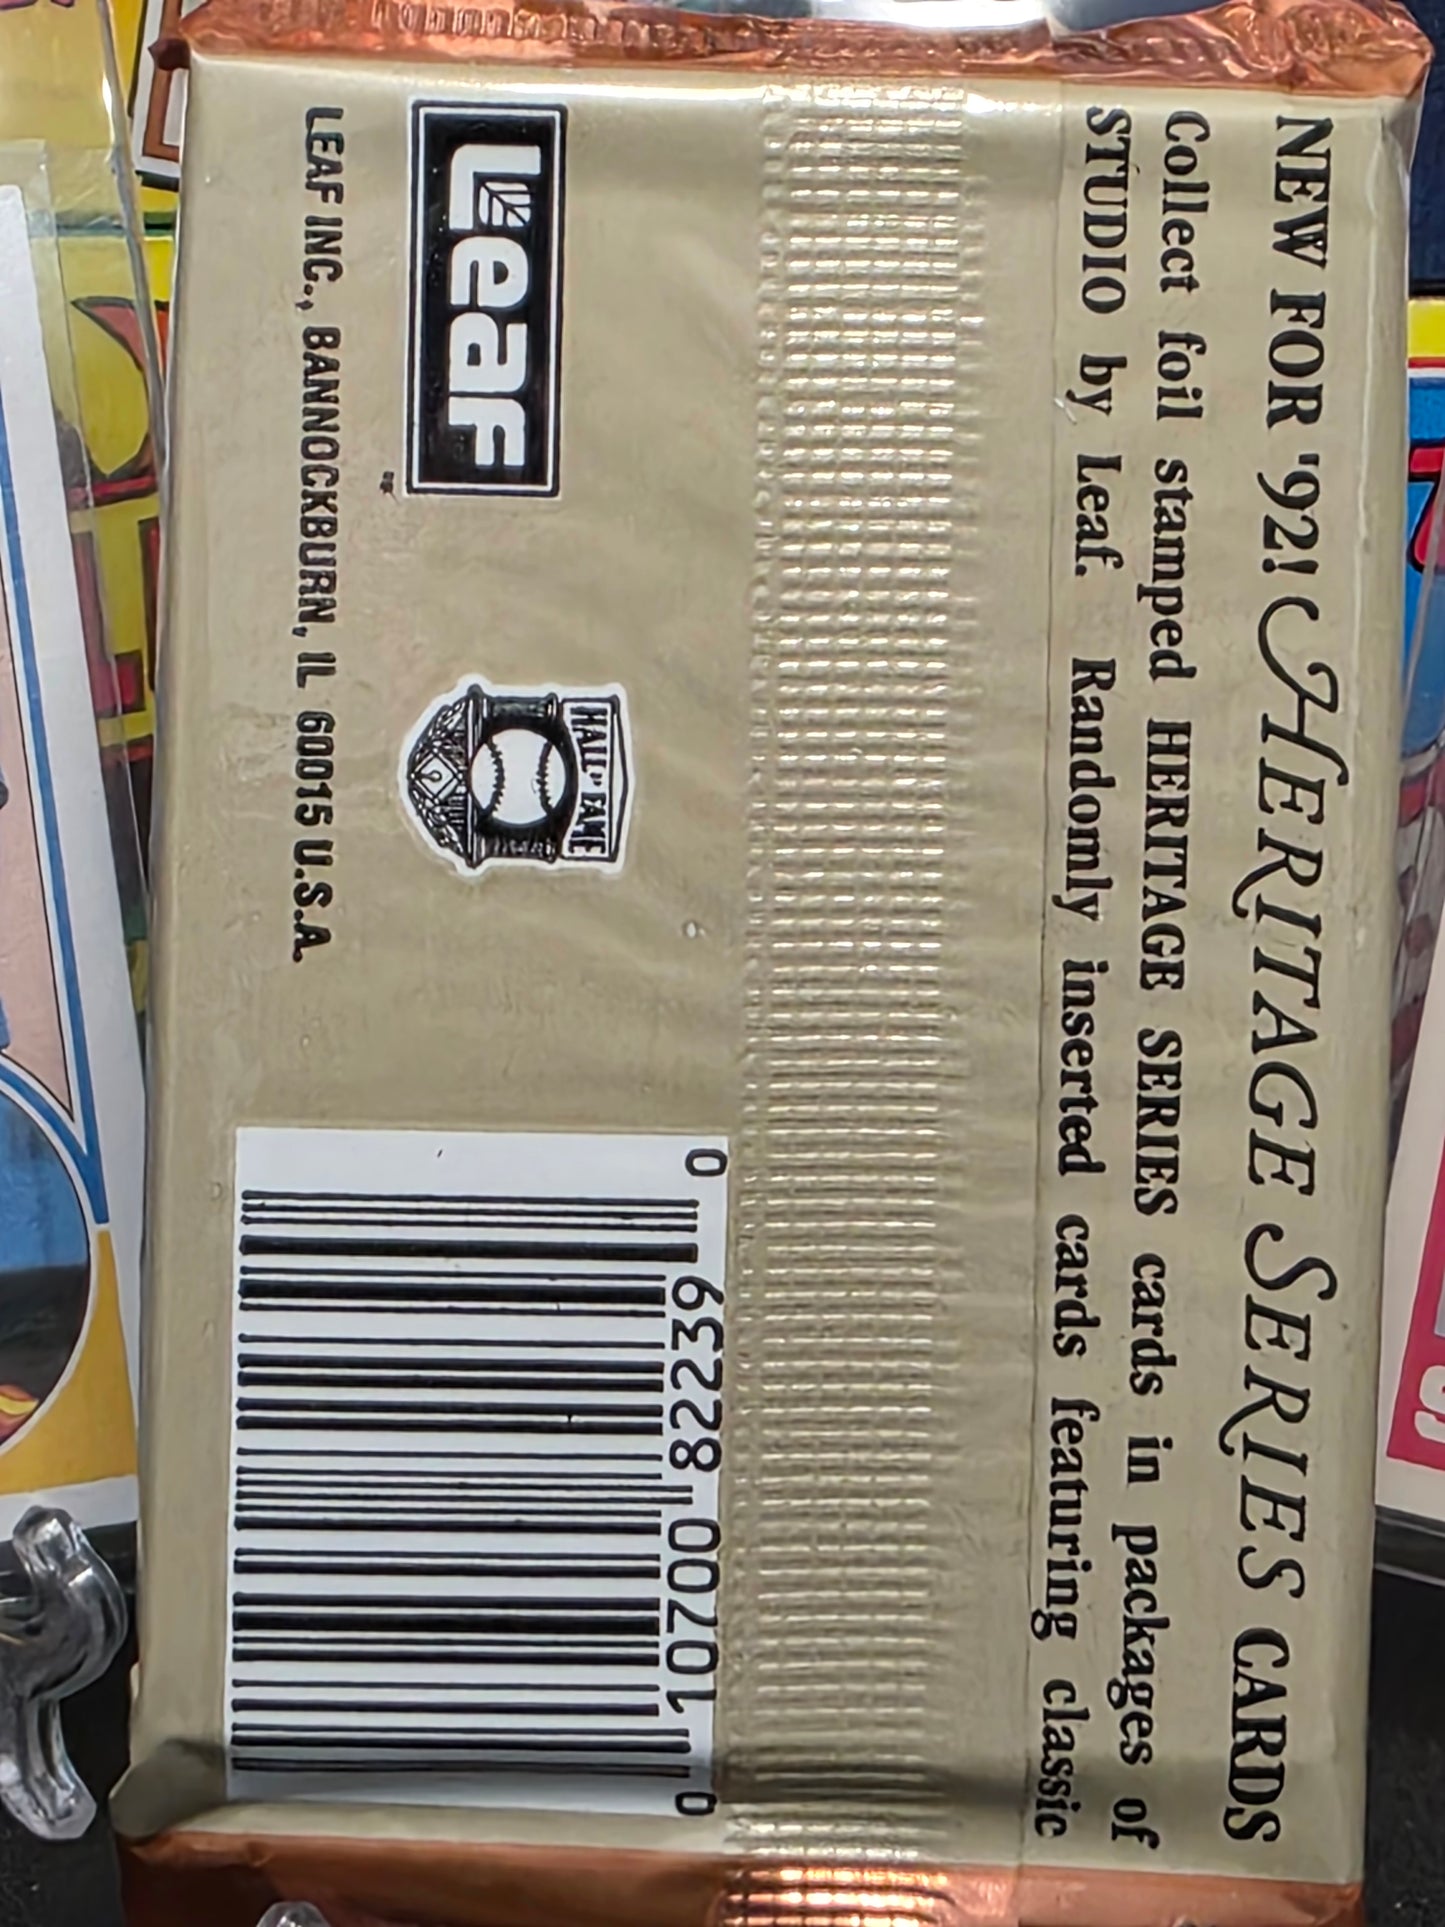 NEW FOR '92! HERITAGE SERIES CARDS
Collect foil stamped HERITAGE SERIES cards in packages of
STUDIO by Leaf. Randomly inserted cards featuring classic
HALL OF FAME
Leaf
LEAF INC., BANNOCKBURN, IL 60015 U.S.A.
0 63228 00701 0